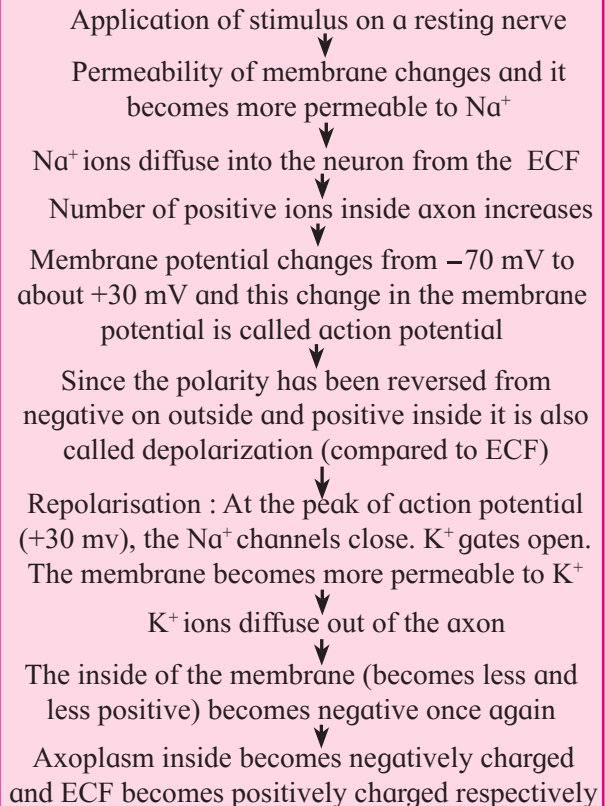 Application of stimulus on a resting nerve
Permeability of membrane changes and it
becomes more permeable to Na⁺
Na⁺ ions diffuse into the neuron from the ECF
Number of positive ions inside axon increases
Membrane potential changes from −70 mV to
about +30 mV and this change in the membrane
potential is called action potential
Since the polarity has been reversed from
negative on outside and positive inside it is also
called depolarization (compared to ECF)
Repolarisation : At the peak of action potential
(+30 mv), the Na⁺ channels close. K⁺ gates open.
The membrane becomes more permeable to K⁺
K⁺ ions diffuse out of the axon
The inside of the membrane (becomes less and
less positive) becomes negative once again
Axoplasm inside becomes negatively charged
and ECF becomes positively charged respectively